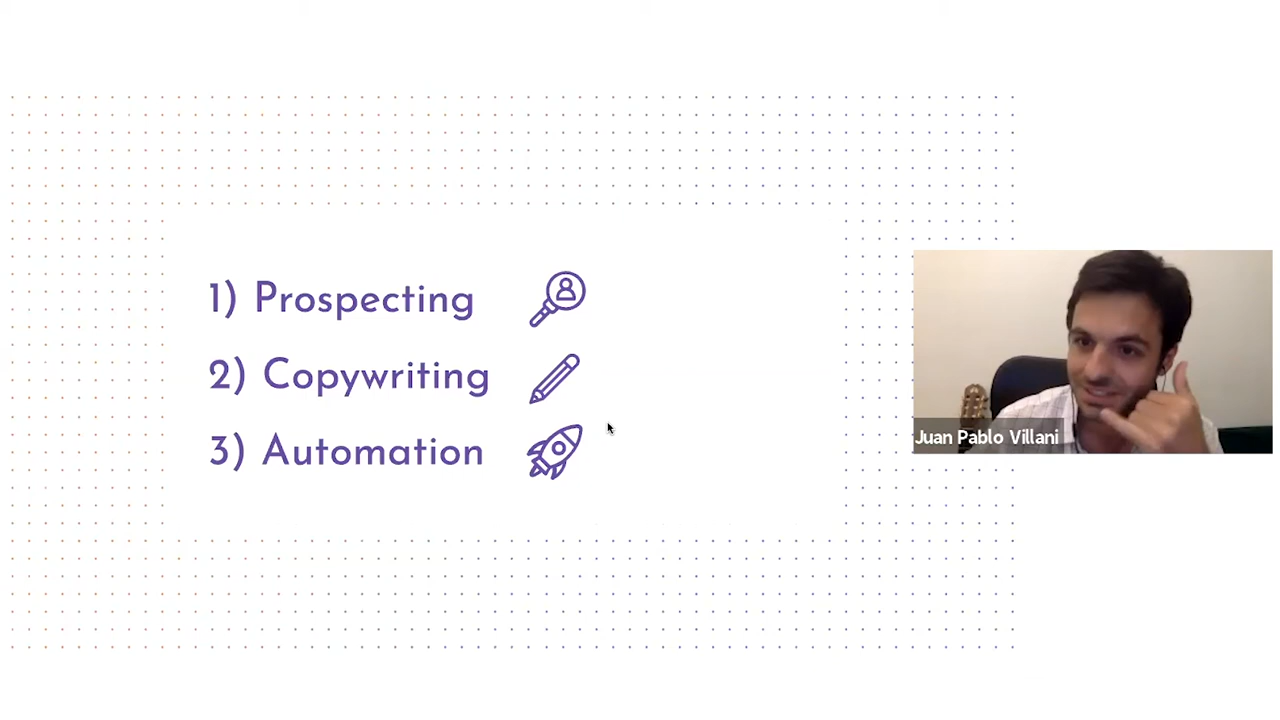 1) Prospecting
2) Copywriting
3) Automation
Juan Pablo Villani